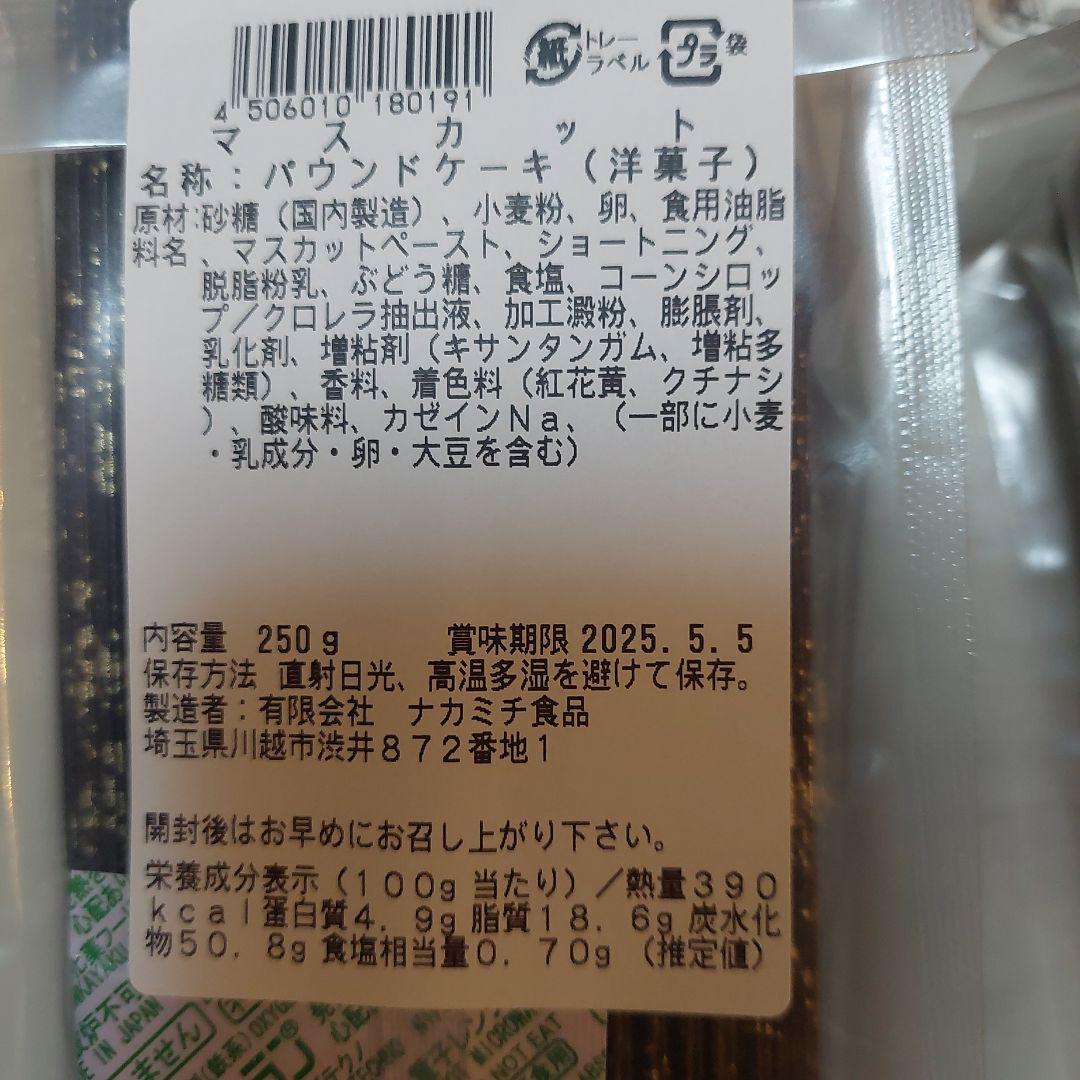 トレー
ラベル
プラ
袋
4 506010 180191
マスカット
名称：パウンドケーキ（洋菓子）
原材:砂糖（国内製造）、小麦粉、卵、食用油脂
料名、マスカットペースト、ショートニング、
脱脂粉乳、ぶどう糖、食塩、コーンシロッ
プ／クロレラ抽出液、加工澱粉、膨脹剤、
乳化剤、増粘剤（キサンタンガム、増粘多
糖類）、香料、着色料（紅花黄、クチナシ
）、酸味料、カゼインＮａ、（一部に小麦
・乳成分・卵・大豆を含む）
内容量 250g 賞味期限 2025. 5. 5
保存方法 直射日光、高温多湿を避けて保存。
製造者：有限会社 ナカミチ食品
埼玉県川越市渋井８７２番地１
開封後はお早めにお召し上がり下さい。
栄養成分表示（１００g 当たり）／熱量３９０
ｋｃａｌ蛋白質４．９g 脂質１８．６g 炭水化
物５０．８g 食塩相当量０．７０g （推定値）
IN JAPAN
ません
NOT EAT